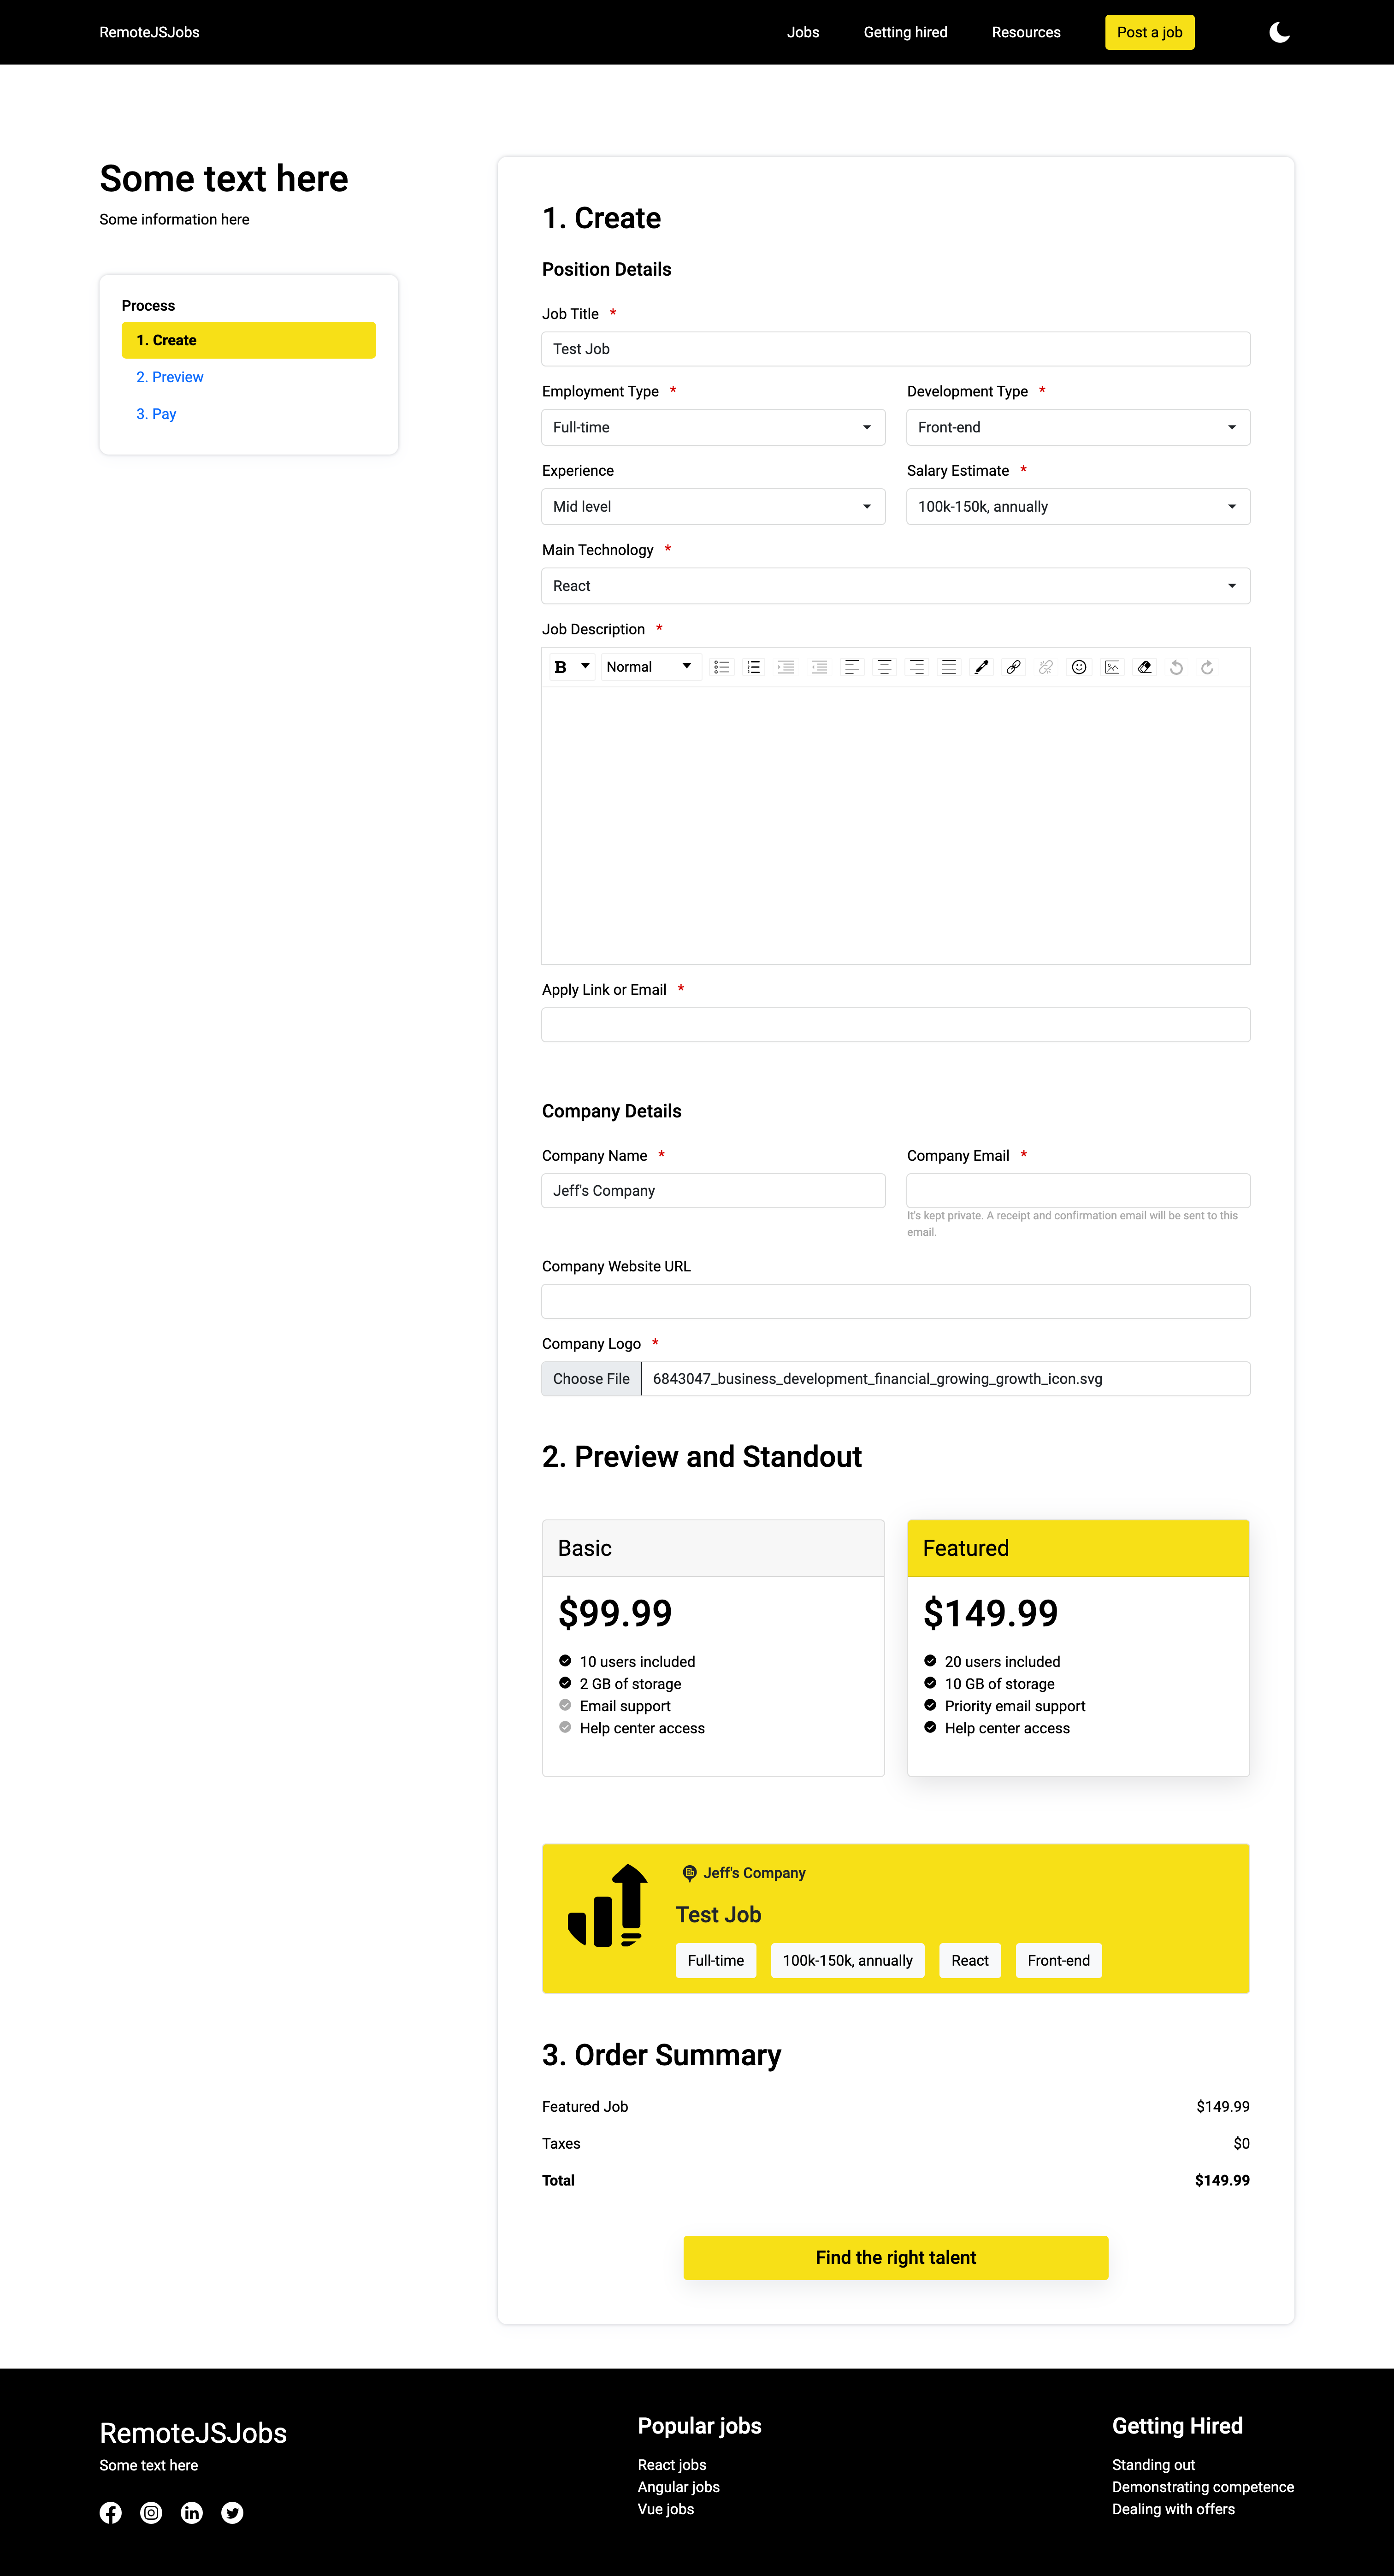 RemoteJSJobs
Jobs
Getting hired
Resources
Post a job
Some text here
Some information here
Process
1. Create
2. Preview
3. Pay
1. Create
Position Details
Job Title *
Test Job
Employment Type *
Development Type *
Full-time
Front-end
Experience
Salary Estimate *
Mid level
100k-150k, annually
Main Technology *
React
Job Description *
B
Normal
Apply Link or Email *
Company Details
Company Name *
Company Email *
Jeff's Company
It's kept private. A receipt and confirmation email will be sent to this
email.
Company Website URL
Company Logo *
Choose File
6843047_business_development_financial_growing_growth_icon.svg
2. Preview and Standout
Basic
$99.99
10 users included
2 GB of storage
Email support
Help center access
Featured
$149.99
20 users included
10 GB of storage
Priority email support
Help center access
Jeff's Company
Test Job
Full-time
100k-150k, annually
React
Front-end
3. Order Summary
Featured Job $149.99
Taxes $0
Total $149.99
Find the right talent
RemoteJSJobs
Some text here
Popular jobs
React jobs
Angular jobs
Vue jobs
Getting Hired
Standing out
Demonstrating competence
Dealing with offers